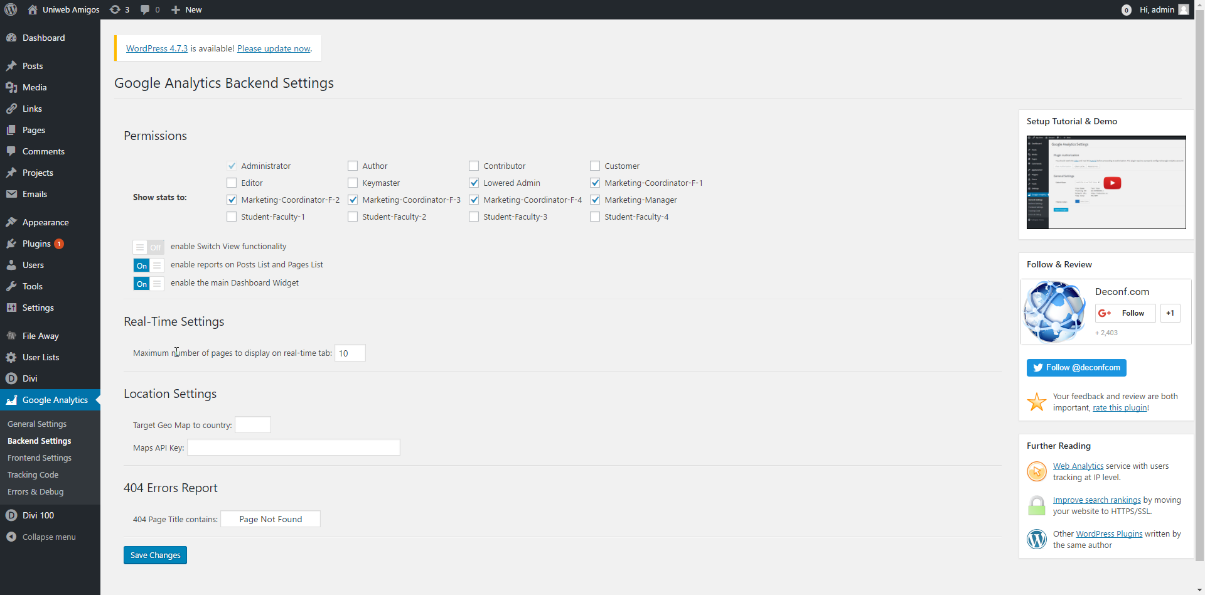 Uniweb Amigos 3 0 New 0 Hi, admin
Dashboard
Posts
Media
Links
Pages
Comments
Projects
Emails
Appearance
Plugins 1
Users
Tools
Settings
File Away
User Lists
Divi
Google Analytics
General Settings
Backend Settings
Frontend Settings
Tracking Code
Errors & Debug
Divi 100
Collapse menu
WordPress 4.7.3 is available! Please update now.
Google Analytics Backend Settings
Permissions
Show stats to:
Administrator Author Contributor Customer
Editor Keymaster Lowered Admin Marketing-Coordinator-F-1
Marketing-Coordinator-F-2 Marketing-Coordinator-F-3 Marketing-Coordinator-F-4 Marketing-Manager
Student-Faculty-1 Student-Faculty-2 Student-Faculty-3 Student-Faculty-4
Off enable Switch View functionality
On enable reports on Posts List and Pages List
On enable the main Dashboard Widget
Real-Time Settings
Maximum number of pages to display on real-time tab: 10
Location Settings
Target Geo Map to country:
Maps API Key:
404 Errors Report
404 Page Title contains: Page Not Found
Save Changes
Setup Tutorial & Demo
Follow & Review
Deconf.com
G+ Follow +1
+ 2,403
Follow @deconfcom
Your feedback and review are both
important, rate this plugin!
Further Reading
Web Analytics service with users
tracking at IP level.
Improve search rankings by moving
your website to HTTPS/SSL.
Other WordPress Plugins written by
the same author